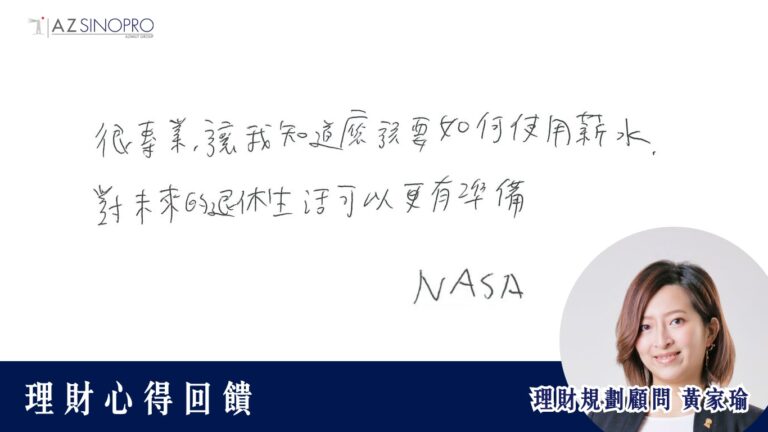 AZ SINOPRO
AZIMUT GROUP
很專業,讓我知道應該要如何使用薪水.
對未來的退休生活可以更有準備
NASA
理財心得回饋
理財規劃顧問 黃家瑜